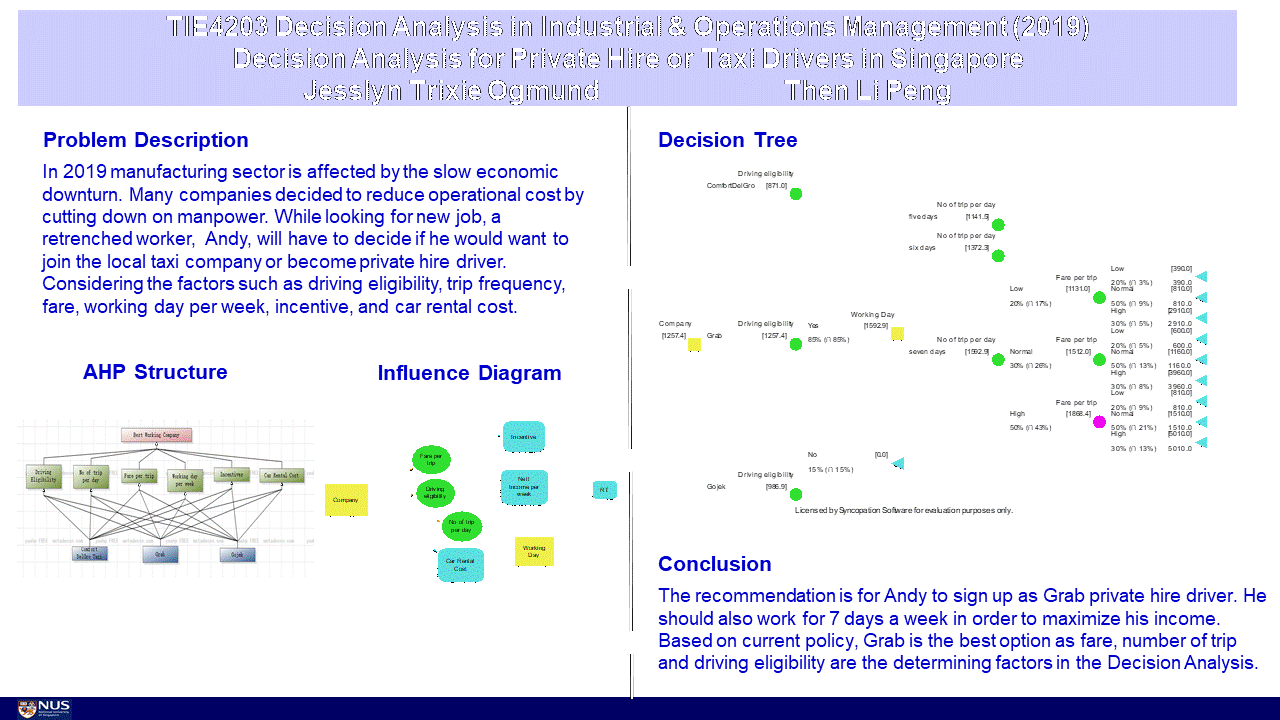 TIE4203 Decision Analysis in Industrial & Operations Management (2019)
Decision Analysis for Private Hire or Taxi Drivers in Singapore
Jesslyn Trixie Ogmund Then Li Peng
Problem Description
In 2019 manufacturing sector is affected by the slow economic
downturn. Many companies decided to reduce operational cost by
cutting down on manpower. While looking for new job, a
retrenched worker, Andy, will have to decide if he would want to
join the local taxi company or become private hire driver.
Considering the factors such as driving eligibility, trip frequency,
fare, working day per week, incentive, and car rental cost.
AHP Structure
Best Working Company
Driving
Eligibility
No of trip
per day
Fare per trip
Working day
per week
Incentives
Car Rental Cost
Comfort
DelGro Taxi
Grab
Gojek
Influence Diagram
Incentive
Fare per
trip
Driving
eligibility
Nett
Income per
week
Company
No of trip
per day
Working
Day
Car Rental
Cost
Decision Tree
Driving eligibility
ComfortDelGro [871.0]
No of trip per day
five days [1141.5]
No of trip per day
six days [1372.3]
Company
[1257.4]
Grab
Driving eligibility
[1257.4]
Yes
85% (∩ 85%)
Working Day
[1592.9]
No of trip per day
seven days [1592.9]
Low
20% (∩ 17%)
Fare per trip
[1131.0]
Low [390.0]
20% (∩ 3%) 390.0
Normal [810.0]
50% (∩ 9%) 810.0
High [2910.0]
30% (∩ 5%) 2910.0
Normal
30% (∩ 26%)
Fare per trip
[1512.0]
Low [600.0]
20% (∩ 5%) 600.0
Normal [1160.0]
50% (∩ 13%) 1160.0
High [3960.0]
30% (∩ 8%) 3960.0
High
50% (∩ 43%)
Fare per trip
[1868.4]
Low [810.0]
20% (∩ 9%) 810.0
Normal [1510.0]
50% (∩ 21%) 1510.0
High [5010.0]
30% (∩ 13%) 5010.0
No [0.0]
15% (∩ 15%)
Driving eligibility
Gojek [986.9]
Licensed by Syncopation Software for evaluation purposes only.
Conclusion
The recommendation is for Andy to sign up as Grab private hire driver. He
should also work for 7 days a week in order to maximize his income.
Based on current policy, Grab is the best option as fare, number of trip
and driving eligibility are the determining factors in the Decision Analysis.
NUS
National University
of Singapore